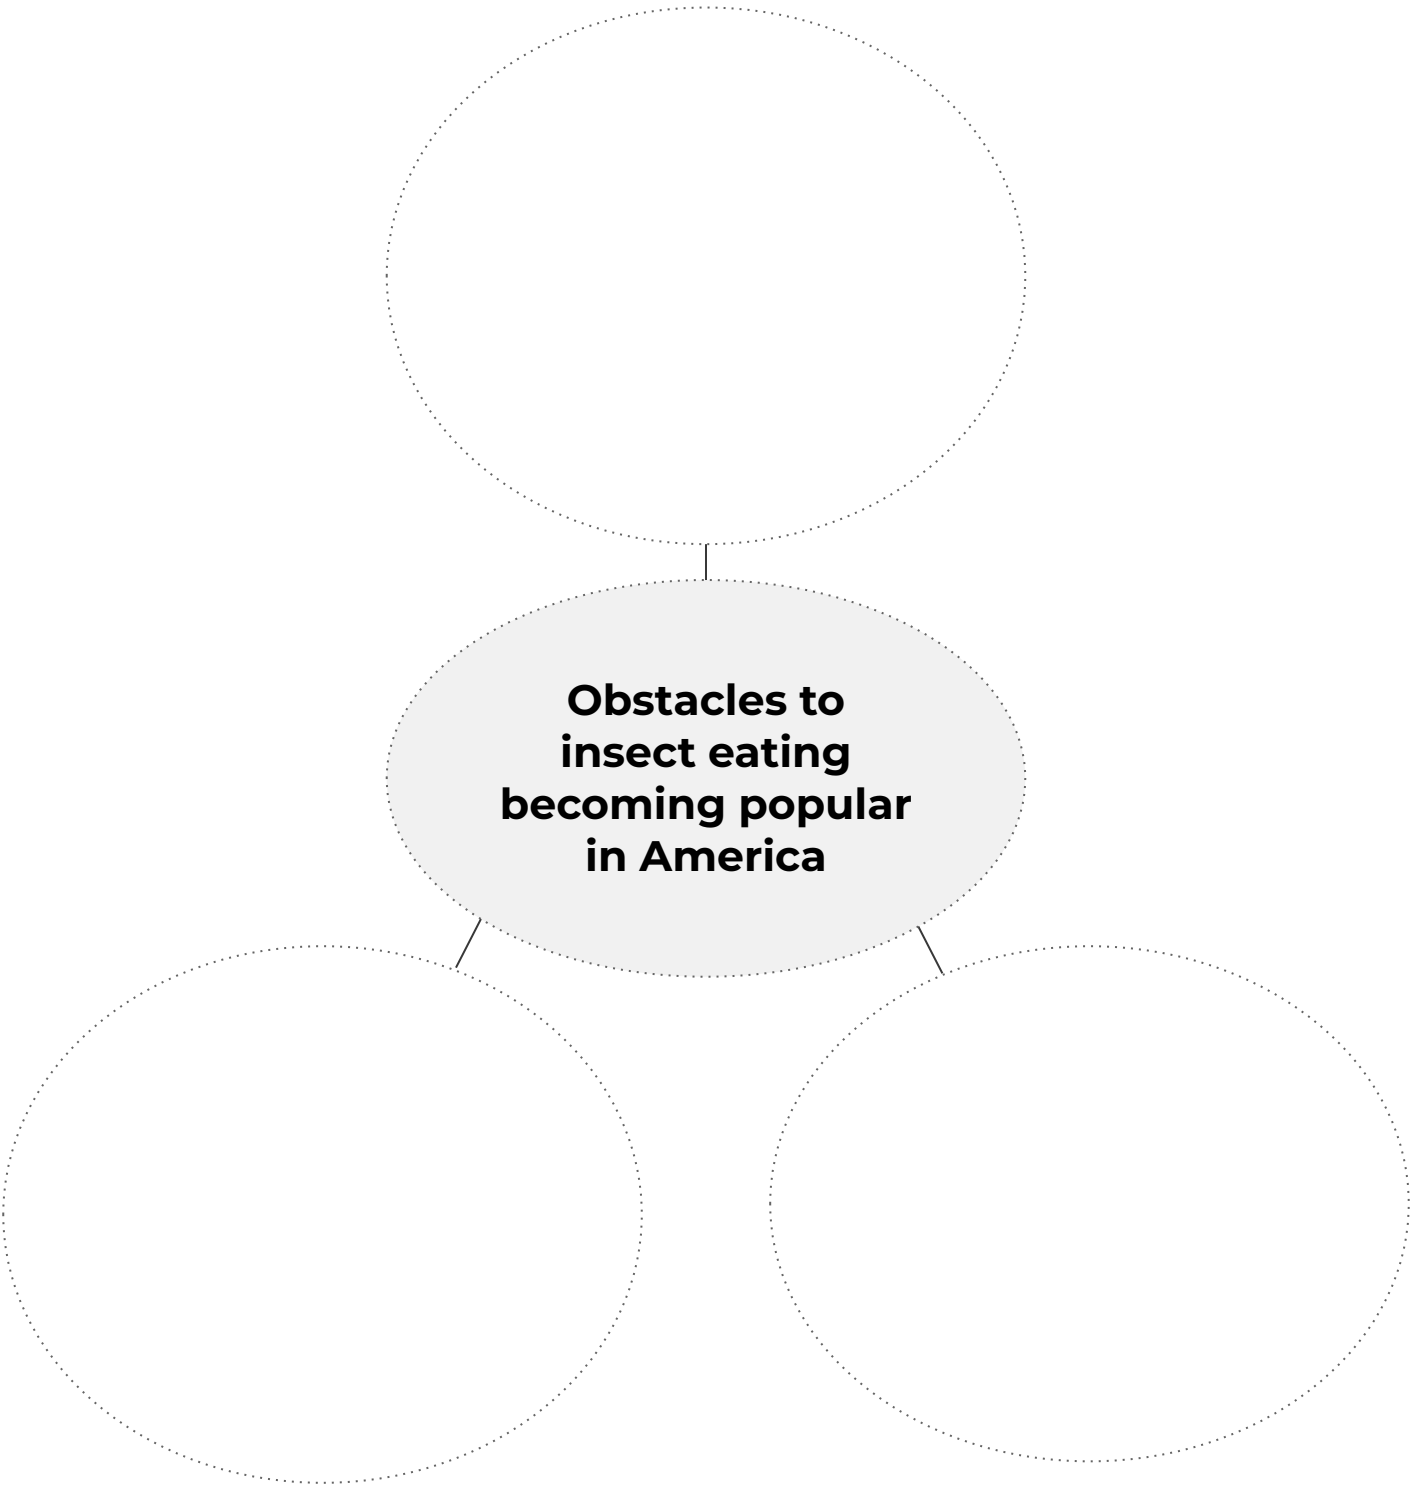 Obstacles to
insect eating
becoming popular
in America